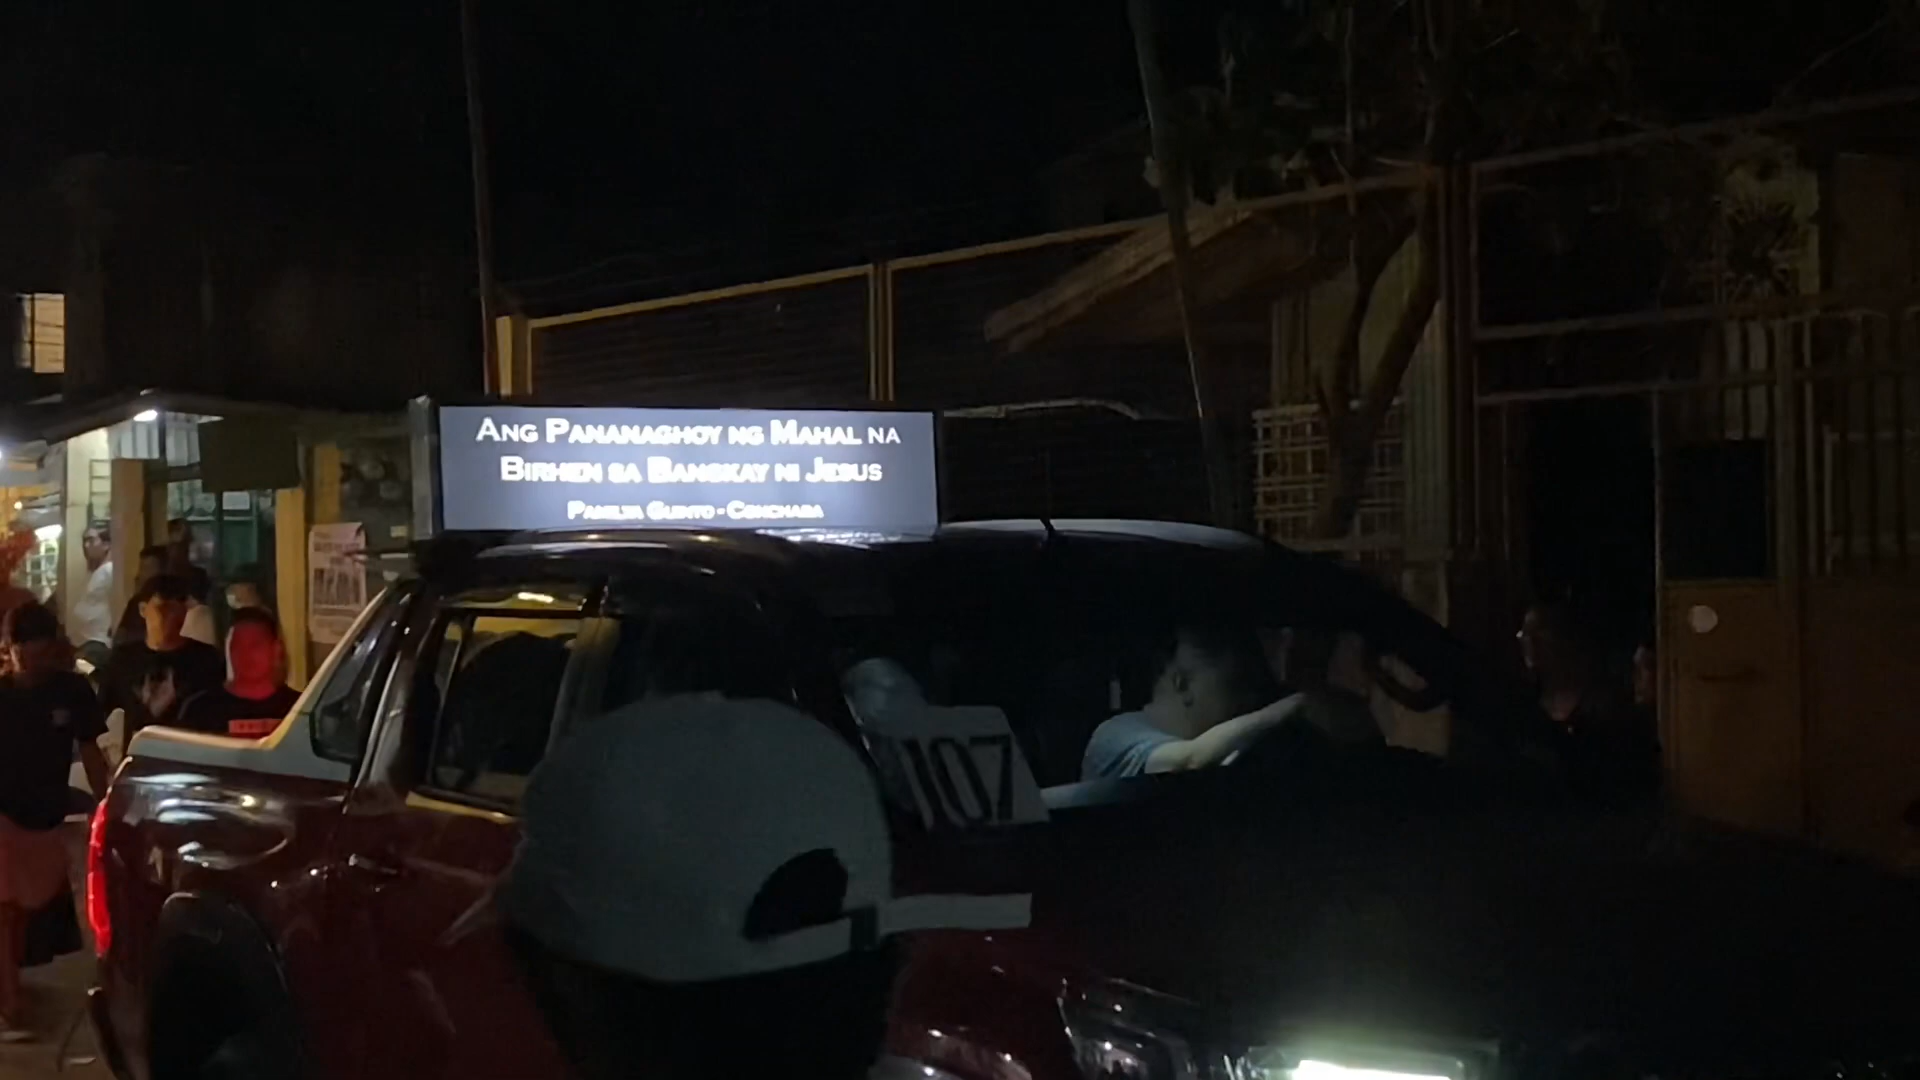 Ang Pananaghoy ng Mahal na
Birhen sa Bangkay ni Jesus
Pamilya Guinto - Conchada
107